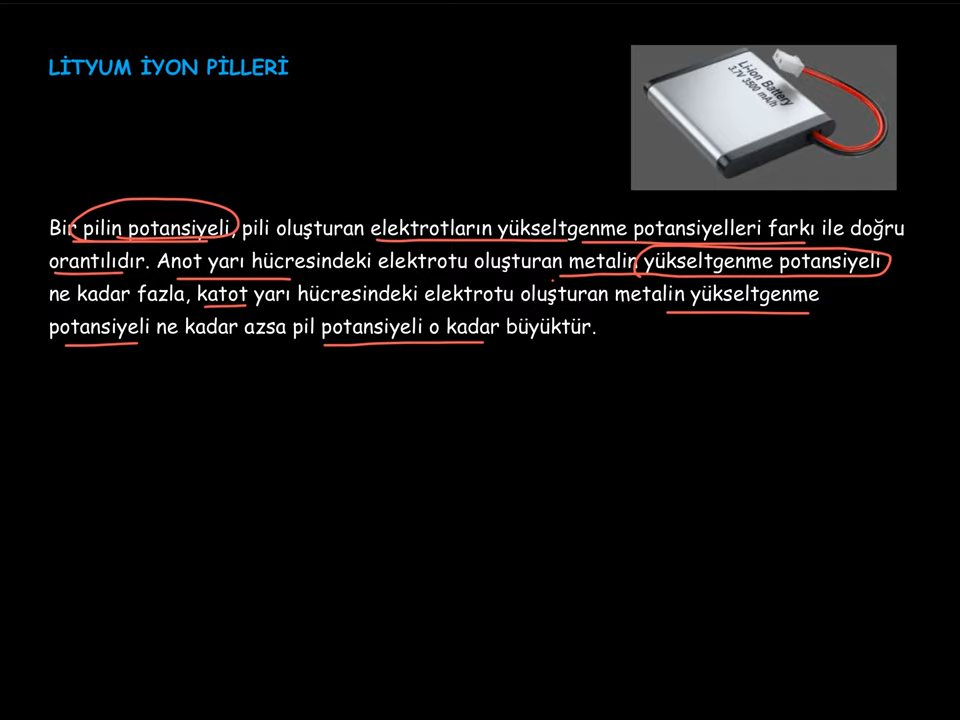 LİTYUM İYON PİLLERİ
Li-ion Battery
3.7V 3500 mA/h
Bir pilin potansiyeli, pili oluşturan elektrotların yükseltgenme potansiyelleri farkı ile doğru
orantılıdır. Anot yarı hücresindeki elektrotu oluşturan metalin yükseltgenme potansiyeli
ne kadar fazla, katot yarı hücresindeki elektrotu oluşturan metalin yükseltgenme
potansiyeli ne kadar azsa pil potansiyeli o kadar büyüktür.